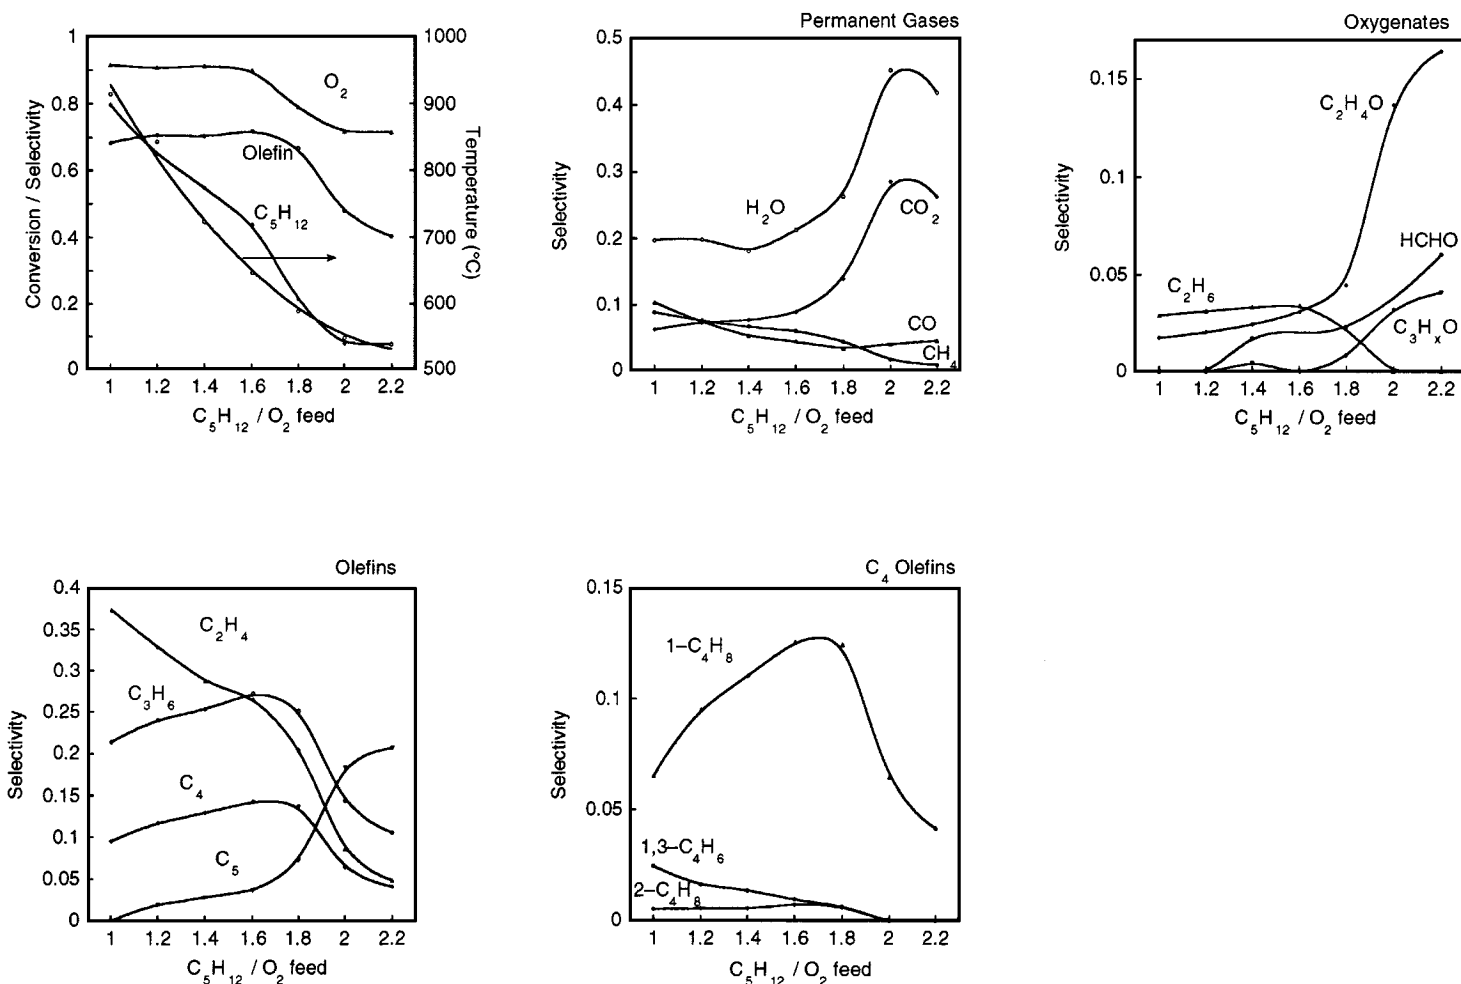 1
0.8
0.6
0.4
0.2
0
Conversion / Selectivity
1000
900
800
700
600
500
Temperature (°C)
O2
Olefin
C5H12
1 1.2 1.4 1.6 1.8 2 2.2
C5H12 / O2 feed
Permanent Gases
0.5
0.4
0.3
0.2
0.1
0
Selectivity
H2O
CO2
CO
CH4
1 1.2 1.4 1.6 1.8 2 2.2
C5H12 / O2 feed
Oxygenates
0.15
0.1
0.05
0
Selectivity
C2H4O
HCHO
C2H6
C3HxO
1 1.2 1.4 1.6 1.8 2 2.2
C5H12 / O2 feed
Olefins
0.4
0.35
0.3
0.25
0.2
0.15
0.1
0.05
0
Selectivity
C2H4
C3H6
C4
C5
1 1.2 1.4 1.6 1.8 2 2.2
C5H12 / O2 feed
C4 Olefins
0.15
0.1
0.05
0
Selectivity
1–C4H8
1,3–C4H6
2–C4H8
1 1.2 1.4 1.6 1.8 2 2.2
C5H12 / O2 feed